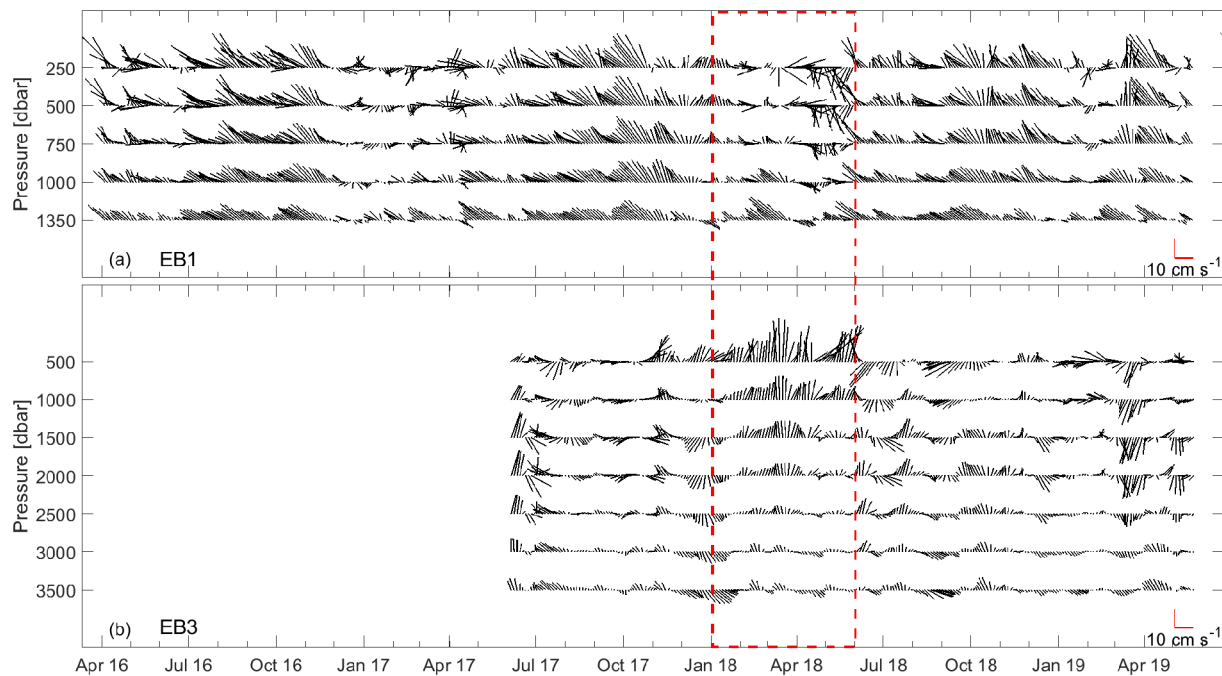 Pressure [dbar]
250
500
750
1000
1350
(a) EB1
10 cm s⁻¹
Pressure [dbar]
500
1000
1500
2000
2500
3000
3500
(b) EB3
10 cm s⁻¹
Apr 16 Jul 16 Oct 16 Jan 17 Apr 17 Jul 17 Oct 17 Jan 18 Apr 18 Jul 18 Oct 18 Jan 19 Apr 19